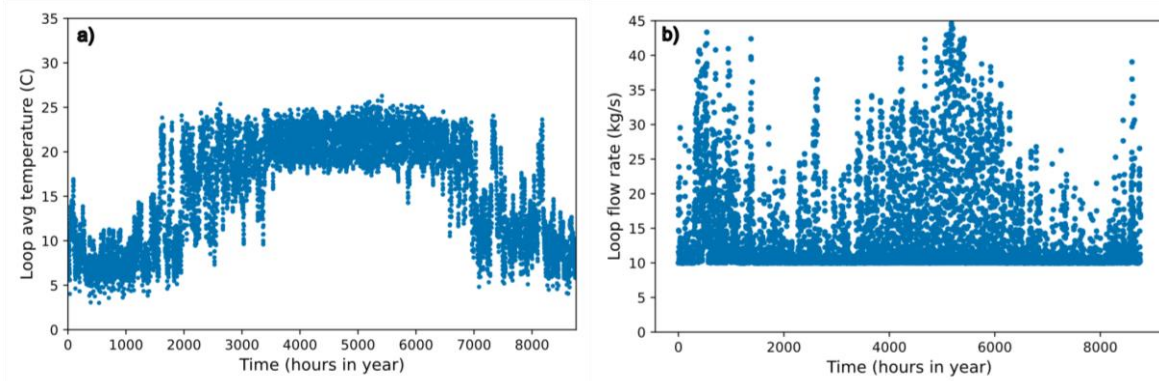 a)
Loop avg temperature (C)
35
30
25
20
15
10
5
0
0 1000 2000 3000 4000 5000 6000 7000 8000
Time (hours in year)
b)
Loop flow rate (kg/s)
45
40
35
30
25
20
15
10
5
0
0 2000 4000 6000 8000
Time (hours in year)